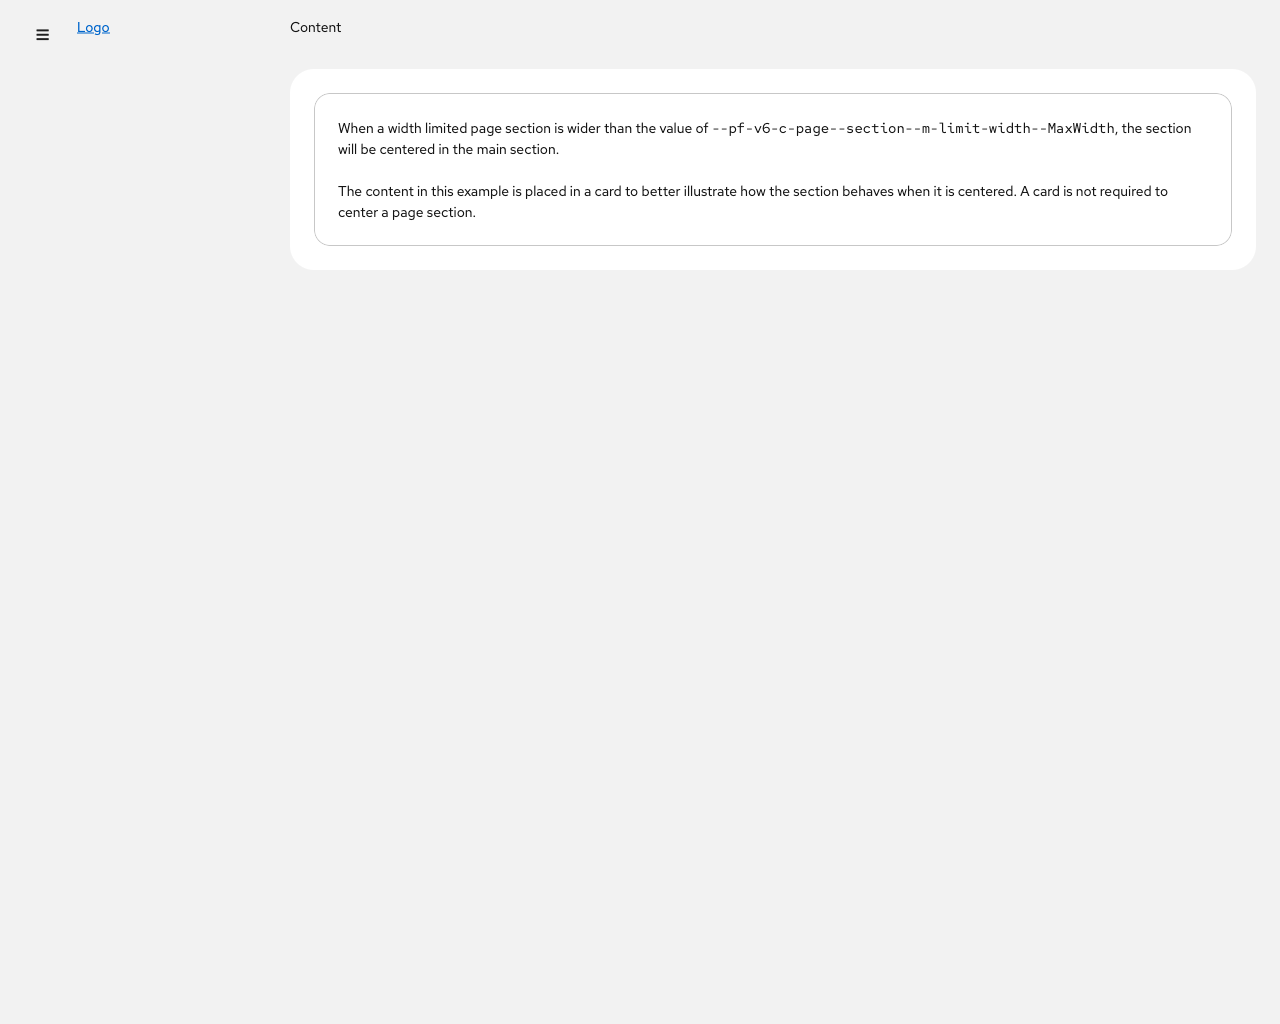 Logo
Content
When a width limited page section is wider than the value of --pf-v6-c-page--section--m-limit-width--MaxWidth, the section
will be centered in the main section.
The content in this example is placed in a card to better illustrate how the section behaves when it is centered. A card is not required to
center a page section.